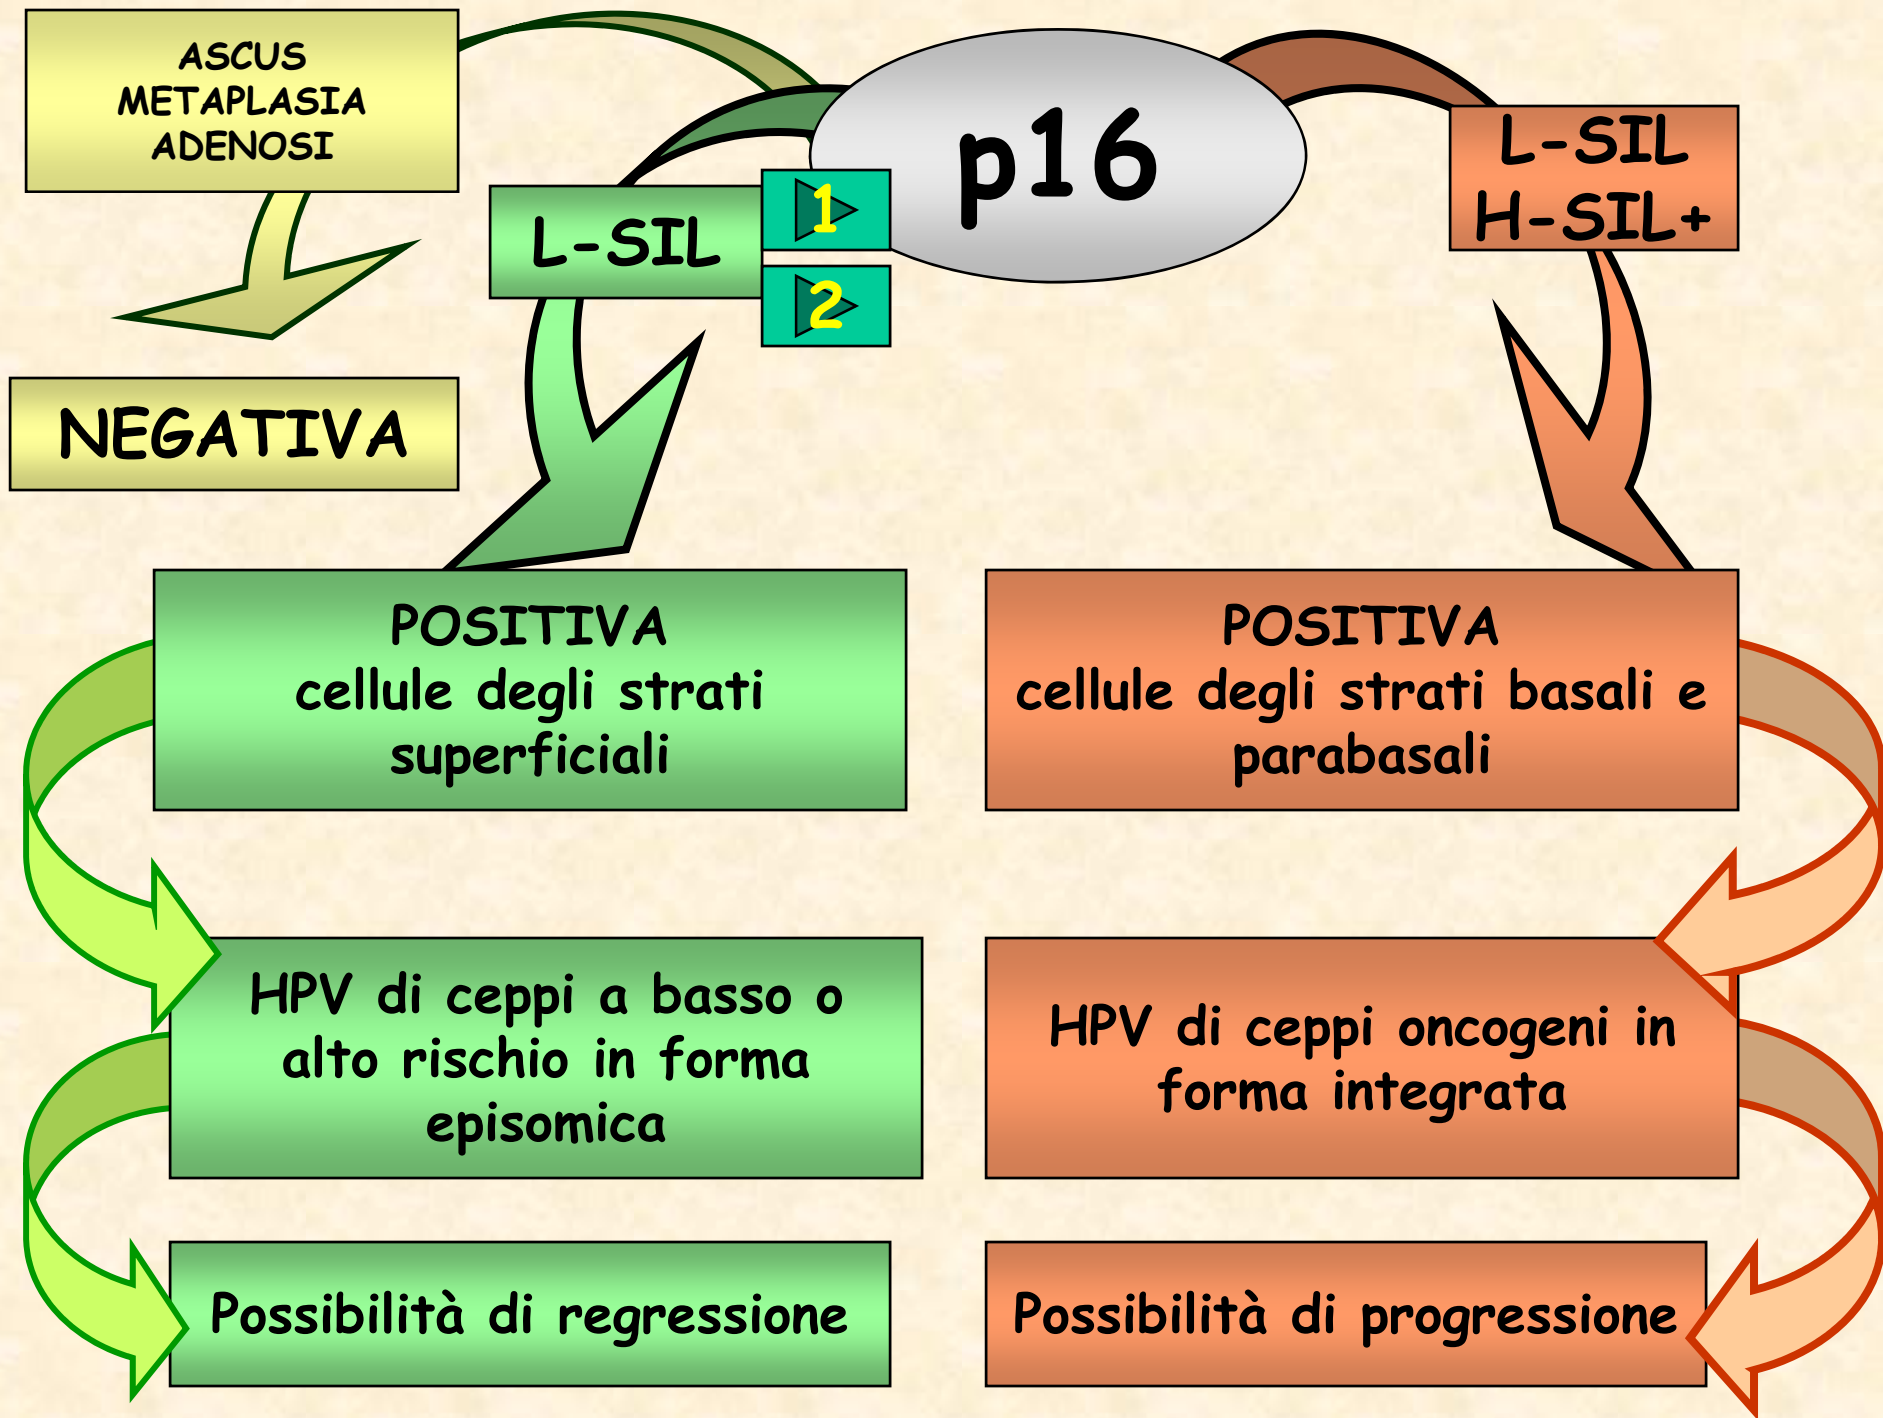 ASCUS
METAPLASIA
ADENOSI
p16
L-SIL
H-SIL+
L-SIL
1
2
NEGATIVA
POSITIVA
cellule degli strati
superficiali
POSITIVA
cellule degli strati basali e
parabasali
HPV di ceppi a basso o
alto rischio in forma
episomica
HPV di ceppi oncogeni in
forma integrata
Possibilità di regressione
Possibilità di progressione